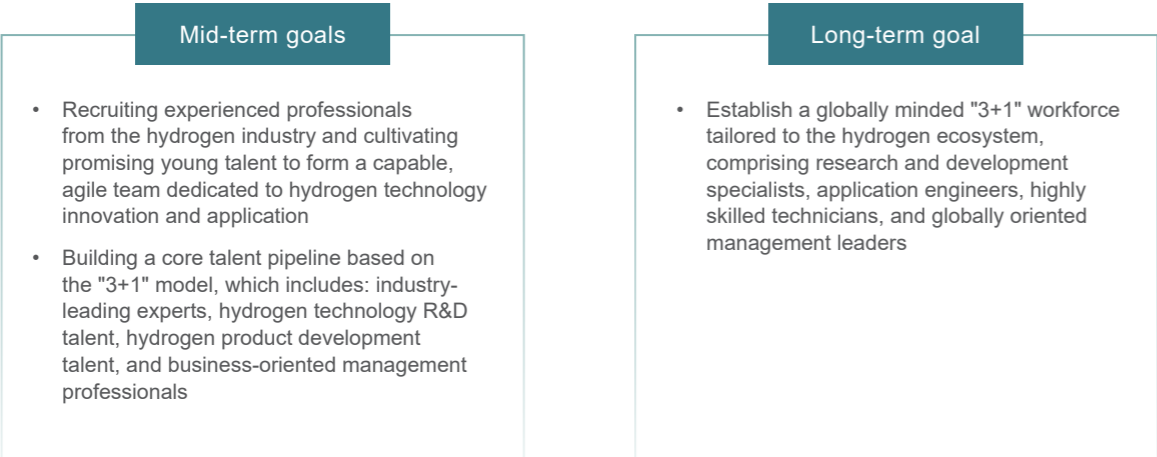 Mid-term goals
• Recruiting experienced professionals
from the hydrogen industry and cultivating
promising young talent to form a capable,
agile team dedicated to hydrogen technology
innovation and application
• Building a core talent pipeline based on
the "3+1" model, which includes: industry-
leading experts, hydrogen technology R&D
talent, hydrogen product development
talent, and business-oriented management
professionals
Long-term goal
• Establish a globally minded "3+1" workforce
tailored to the hydrogen ecosystem,
comprising research and development
specialists, application engineers, highly
skilled technicians, and globally oriented
management leaders